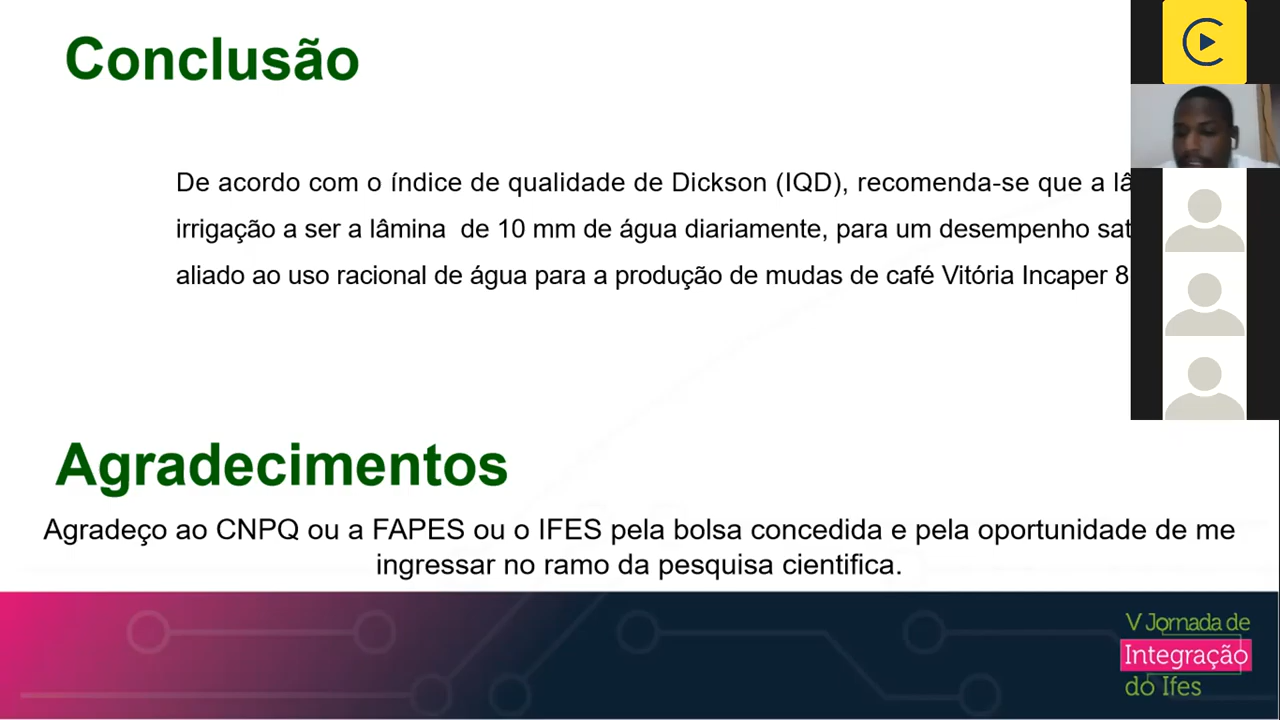 Conclusão
De acordo com o índice de qualidade de Dickson (IQD), recomenda-se que a
irrigação a ser a lâmina de 10 mm de água diariamente, para um desempenho
aliado ao uso racional de água para a produção de mudas de café Vitória Incaper 8
Agradecimentos
Agradeço ao CNPQ ou a FAPES ou o IFES pela bolsa concedida e pela oportunidade de me
ingressar no ramo da pesquisa cientifica.
V Jornada de
Integração
do Ifes